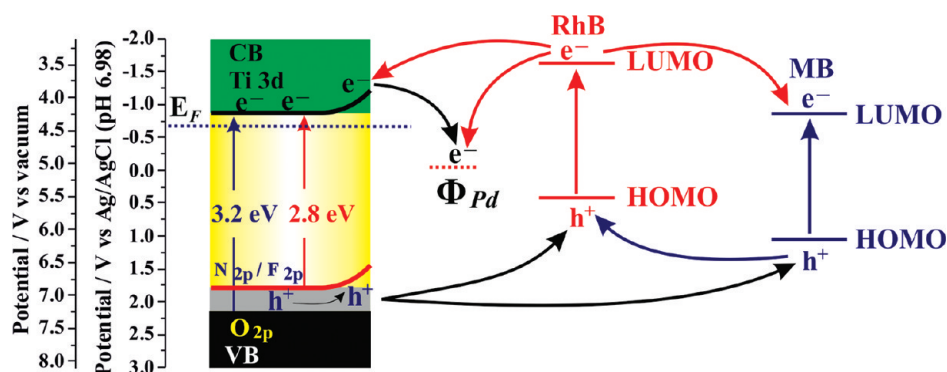 Potential / V vs vacuum
3.5
4.0
4.5
5.0
5.5
6.0
6.5
7.0
7.5
8.0
Potential / V vs Ag/AgCl (pH 6.98)
-2.0
-1.5
-1.0
-0.5
0.0
0.5
1.0
1.5
2.0
2.5
3.0
E_F
CB
Ti 3d
e⁻
e⁻ e⁻
3.2 eV 2.8 eV
N 2p / F 2p
h⁺ h⁺
O 2p
VB
e⁻
Φ_Pd
RhB
e⁻
LUMO
HOMO
h⁺
MB
e⁻
LUMO
HOMO
h⁺